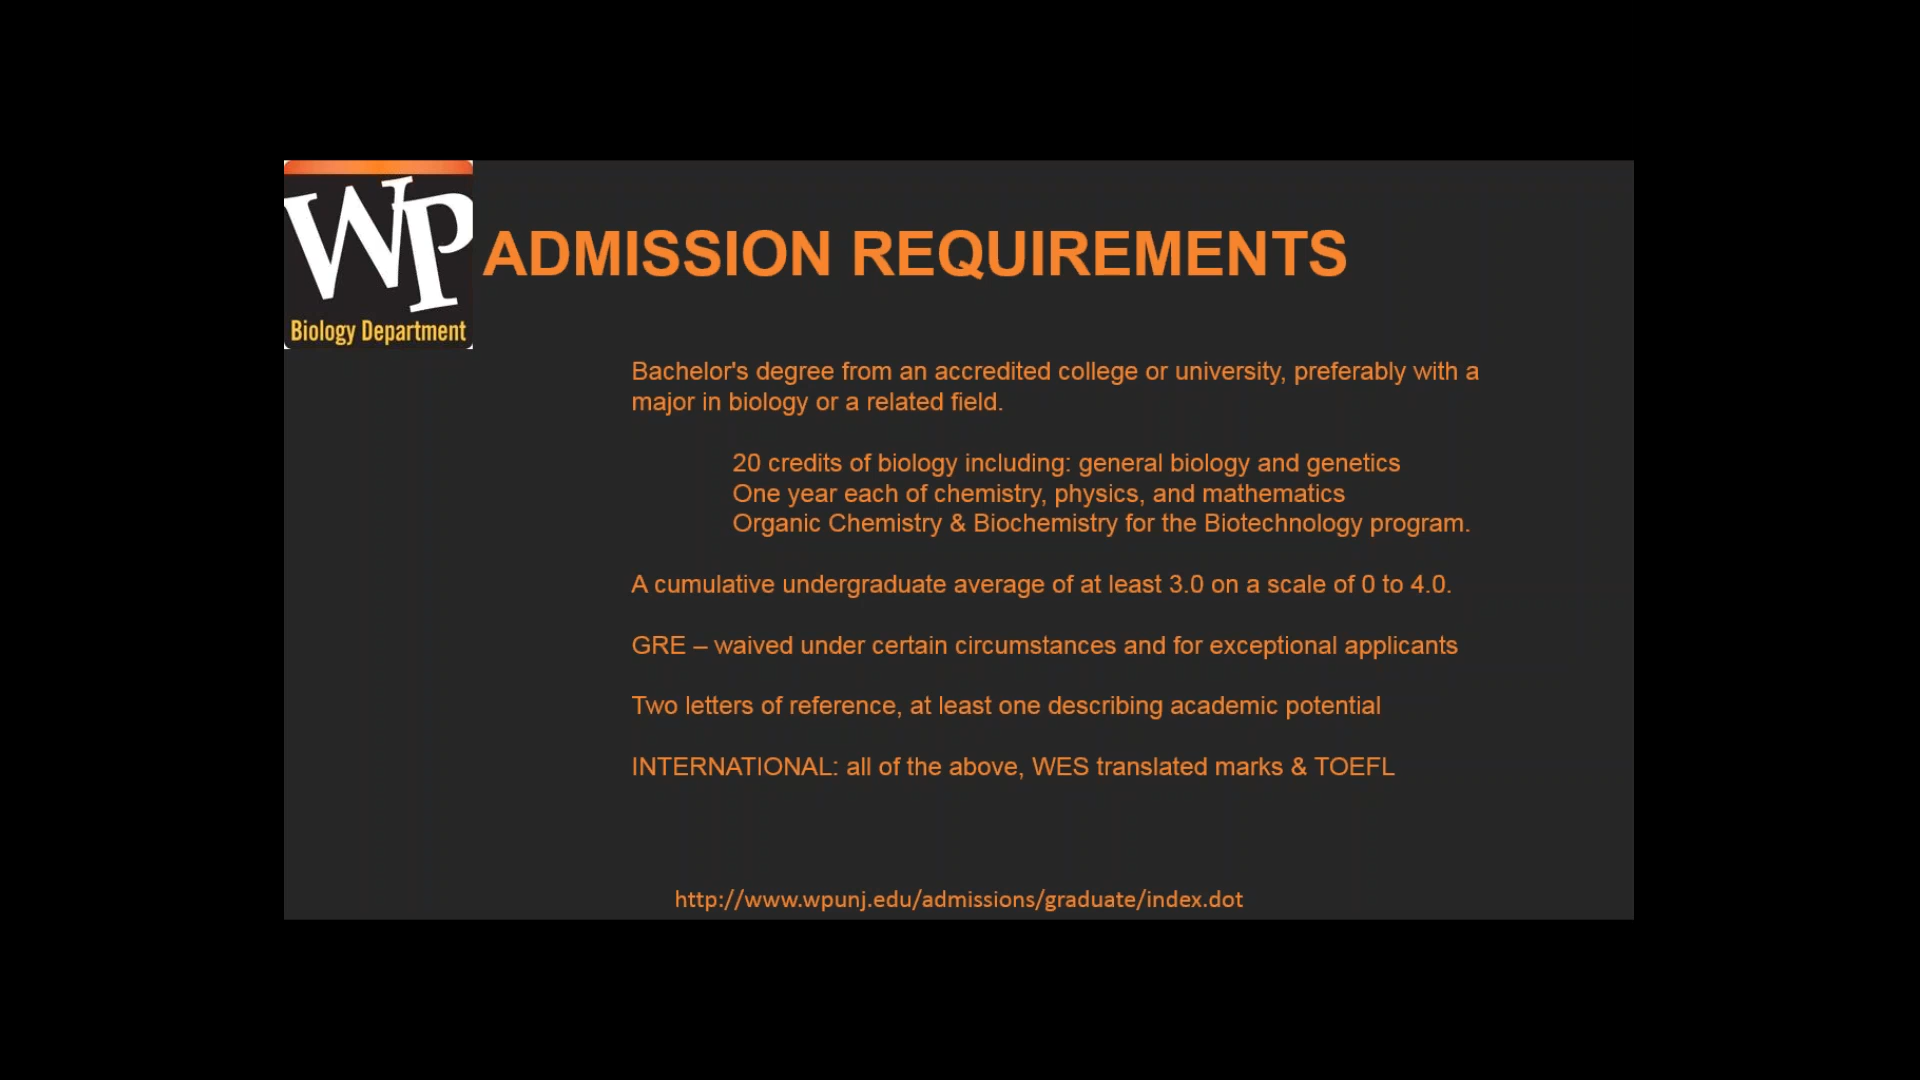 WP
Biology Department
ADMISSION REQUIREMENTS
Bachelor's degree from an accredited college or university, preferably with a
major in biology or a related field.
20 credits of biology including: general biology and genetics
One year each of chemistry, physics, and mathematics
Organic Chemistry & Biochemistry for the Biotechnology program.
A cumulative undergraduate average of at least 3.0 on a scale of 0 to 4.0.
GRE – waived under certain circumstances and for exceptional applicants
Two letters of reference, at least one describing academic potential
INTERNATIONAL: all of the above, WES translated marks & TOEFL
http://www.wpunj.edu/admissions/graduate/index.dot